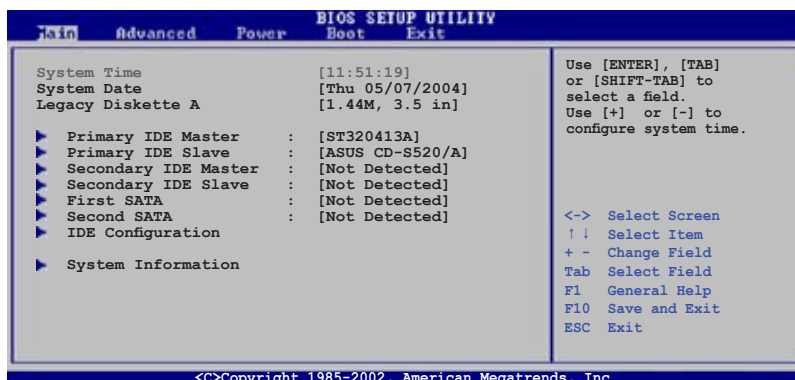 BIOS SETUP UTILITY
Main Advanced Power Boot Exit
System Time [11:51:19]
System Date [Thu 05/07/2004]
Legacy Diskette A [1.44M, 3.5 in]
Primary IDE Master : [ST320413A]
Primary IDE Slave : [ASUS CD-S520/A]
Secondary IDE Master : [Not Detected]
Secondary IDE Slave : [Not Detected]
First SATA : [Not Detected]
Second SATA : [Not Detected]
IDE Configuration
System Information
Use [ENTER], [TAB]
or [SHIFT-TAB] to
select a field.
Use [+] or [-] to
configure system time.
<-> Select Screen
↑↓ Select Item
+ - Change Field
Tab Select Field
F1 General Help
F10 Save and Exit
ESC Exit
<C>Copyright 1985-2002, American Megatrends, Inc